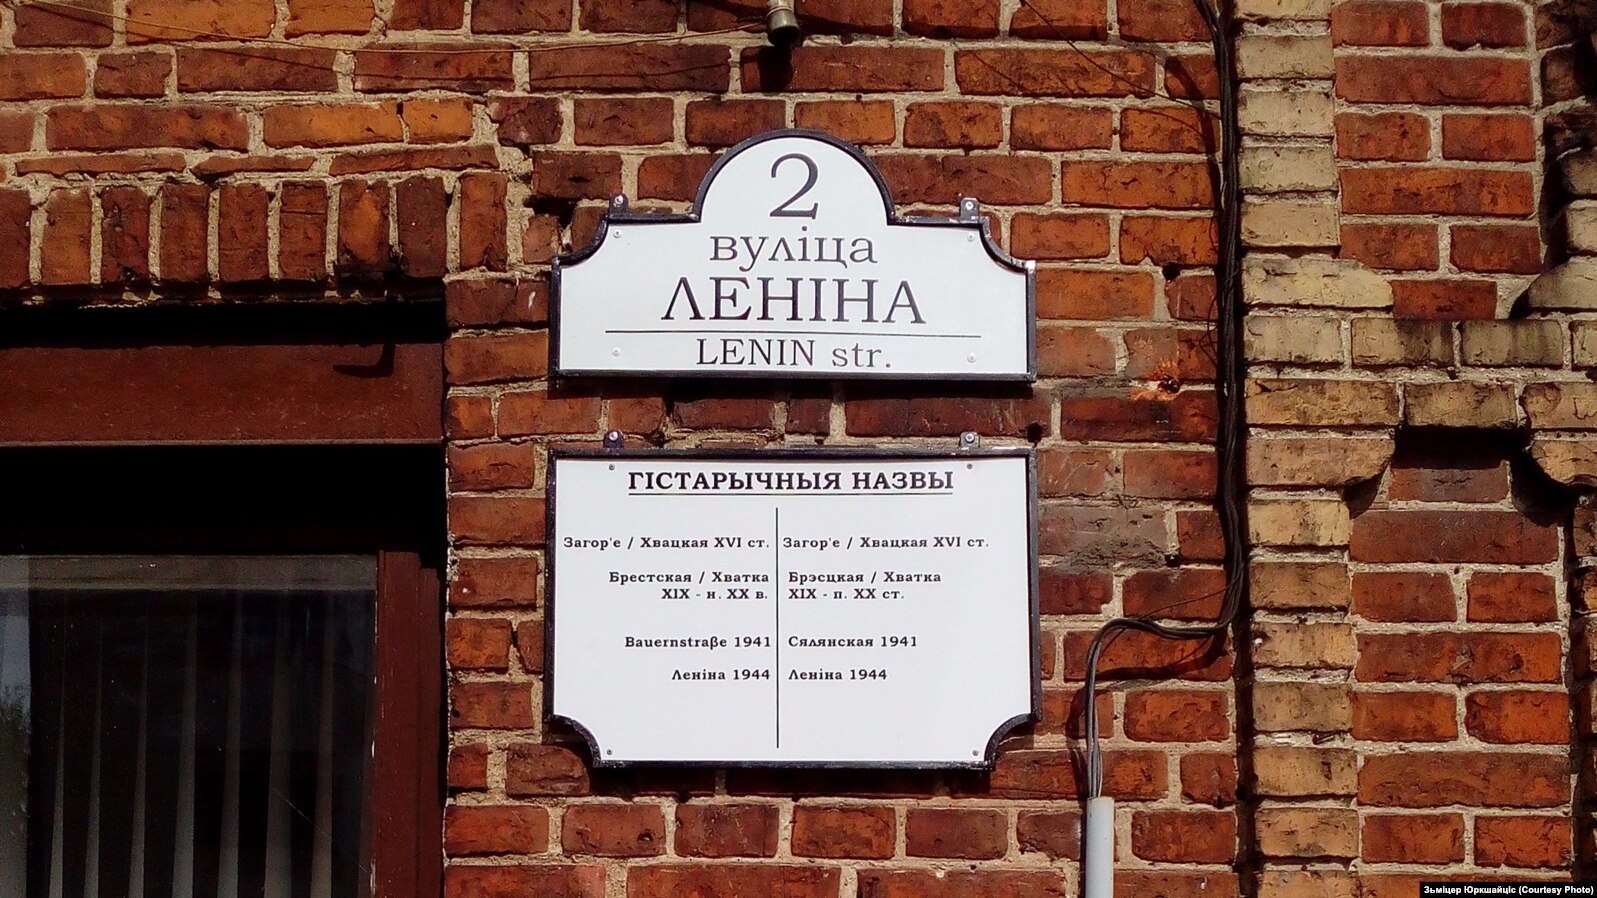 2
вуліца
ЛЕНІНА
LENIN str.
ГІСТАРЫЧНЫЯ НАЗВЫ
Загор'е / Хвацкая XVI ст.
Загор'е / Хвацкая XVI ст.
Брестская / Хватка
XIX - н. XX в.
Брэсцкая / Хватка
XIX - п. XX ст.
Bauernstraße 1941
Сялянская 1941
Леніна 1944
Леніна 1944
Зьміцер Юркшайціс (Courtesy Photo)